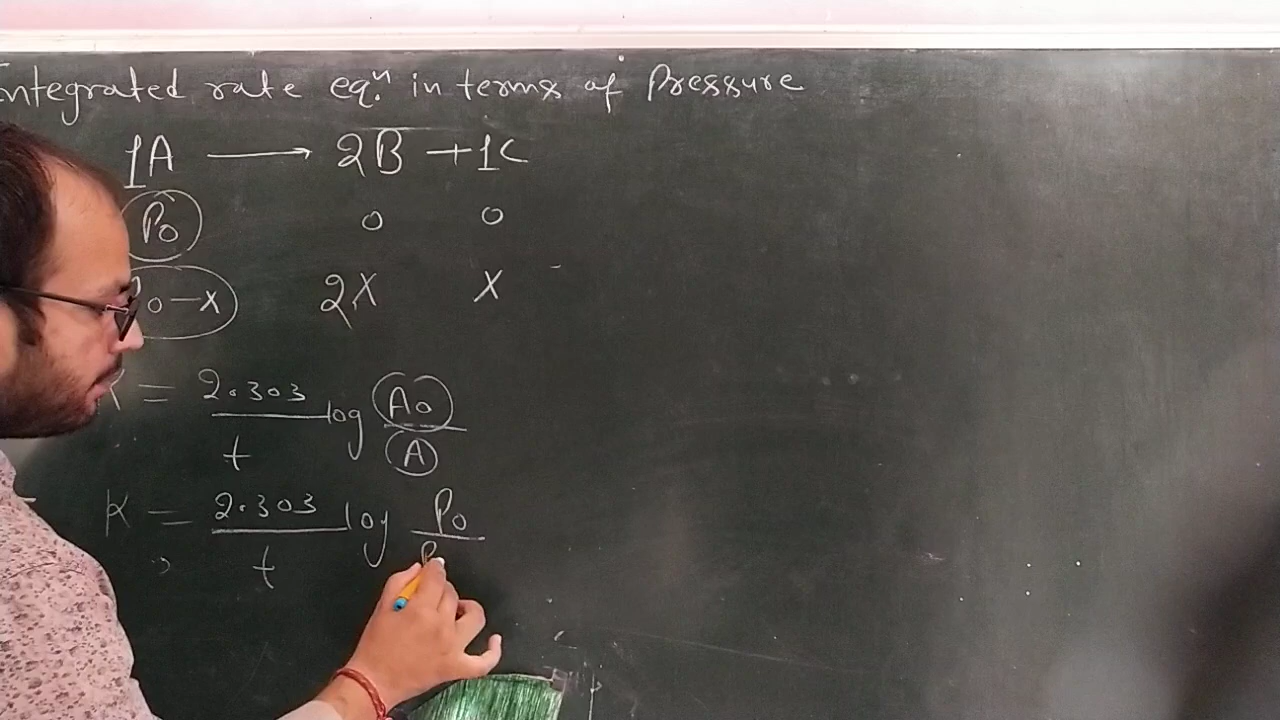 Integrated rate eqⁿ. in terms of Pressure
1A ⟶ 2B + 1C
P₀ 0 0
P₀ − x 2x x
K = 2.303/t log A₀/A
K = 2.303/t log P₀/P